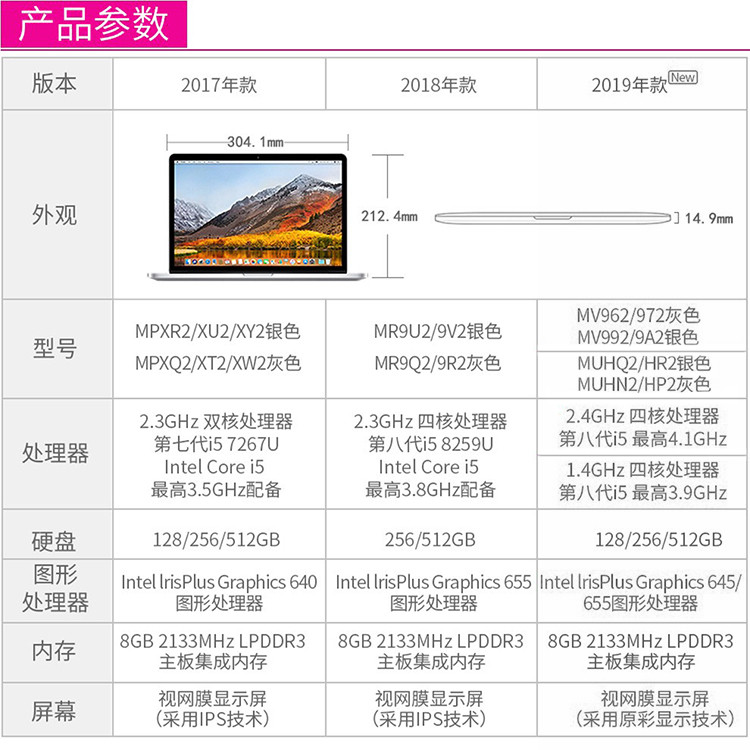 产品参数
版本 2017年款 2018年款 2019年款 New
外观
304.1mm
212.4mm
14.9mm
型号
MPXR2/XU2/XY2银色
MPXQ2/XT2/XW2灰色
MR9U2/9V2银色
MR9Q2/9R2灰色
MV962/972灰色
MV992/9A2银色
MUHQ2/HR2银色
MUHN2/HP2灰色
处理器
2.3GHz 双核处理器
第七代i5 7267U
Intel Core i5
最高3.5GHz配备
2.3GHz 四核处理器
第八代i5 8259U
Intel Core i5
最高3.8GHz配备
2.4GHz 四核处理器
第八代i5 最高4.1GHz
1.4GHz 四核处理器
第八代i5 最高3.9GHz
硬盘 128/256/512GB 256/512GB 128/256/512GB
图形
处理器
Intel lrisPlus Graphics 640
图形处理器
Intel lrisPlus Graphics 655
图形处理器
Intel lrisPlus Graphics 645/
655图形处理器
内存
8GB 2133MHz LPDDR3
主板集成内存
8GB 2133MHz LPDDR3
主板集成内存
8GB 2133MHz LPDDR3
主板集成内存
屏幕
视网膜显示屏
（采用IPS技术）
视网膜显示屏
（采用IPS技术）
视网膜显示屏
（采用原彩显示技术）